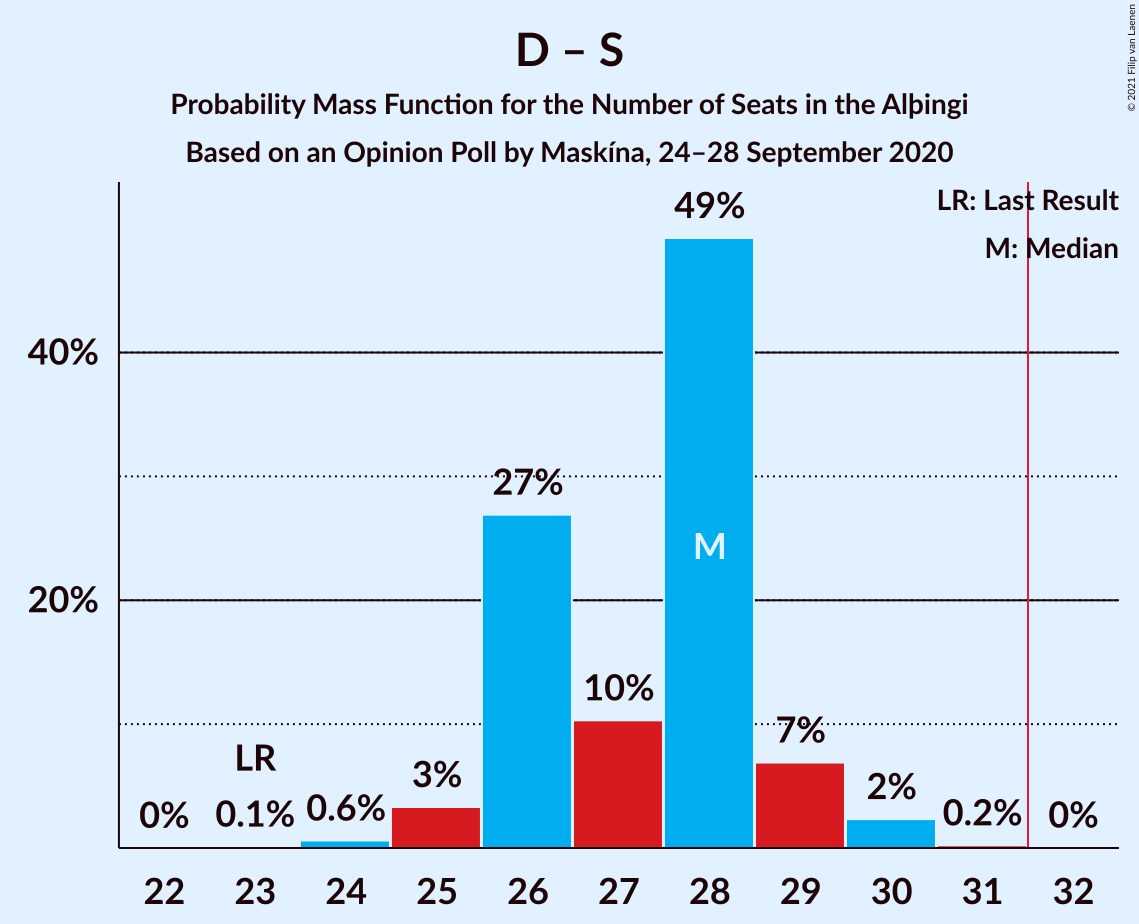 D – S
Probability Mass Function for the Number of Seats in the Alþingi
Based on an Opinion Poll by Maskína, 24–28 September 2020
© 2021 Filip van Laenen
LR: Last Result
M: Median
49%
40%
27%
M
20%
10%
7%
LR
3%
2%
0%
0.1%
0.6%
0.2%
0%
22 23 24 25 26 27 28 29 30 31 32